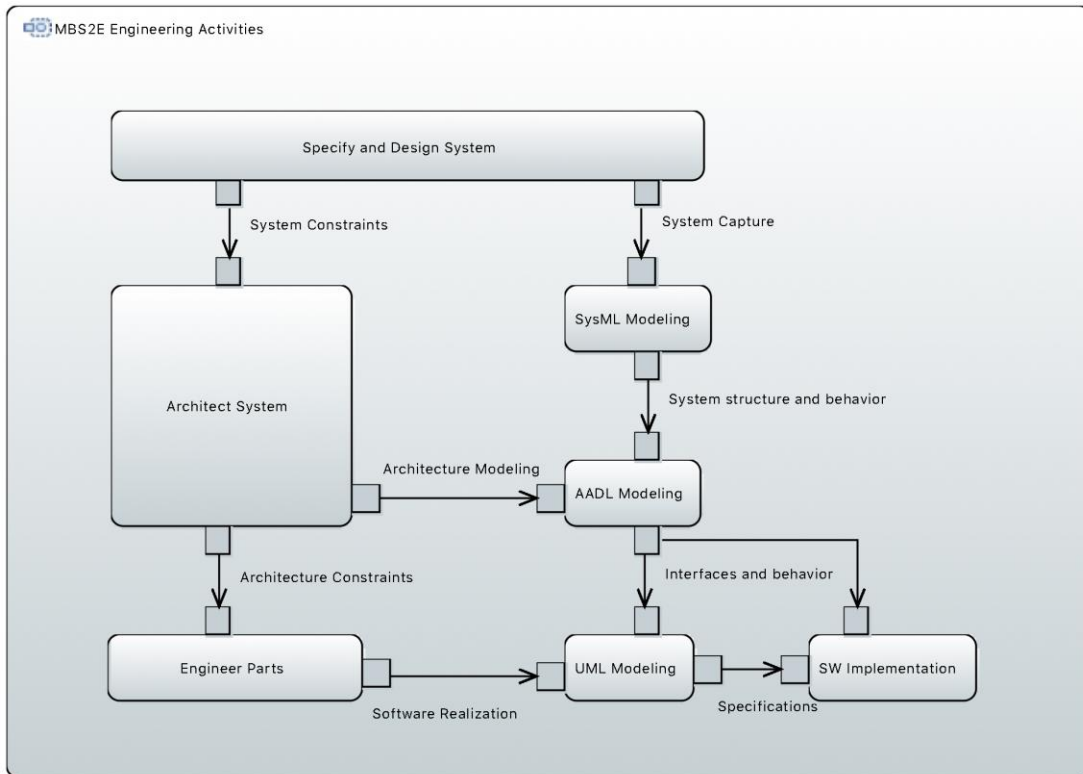 MBS2E Engineering Activities
Specify and Design System
System Constraints
System Capture
SysML Modeling
Architect System
System structure and behavior
Architecture Modeling
AADL Modeling
Architecture Constraints
Interfaces and behavior
Engineer Parts
UML Modeling
SW Implementation
Software Realization
Specifications